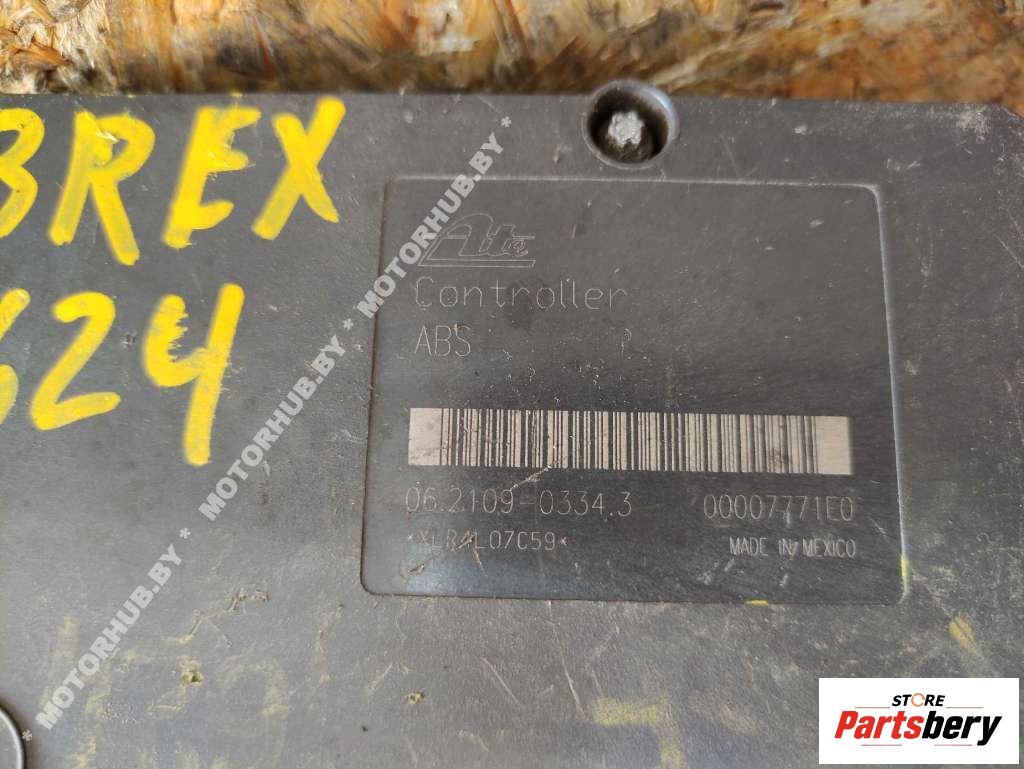 BREX
624
Ate
Controller
ABS
06.2109-0334.3 00007771E0
*XLR4L07C59* MADE IN MEXICO
* MOTORHUB.BY * MOTORHUB.BY * MOTORHUB.BY * MOTORHUB.BY *
STORE
Partsbery